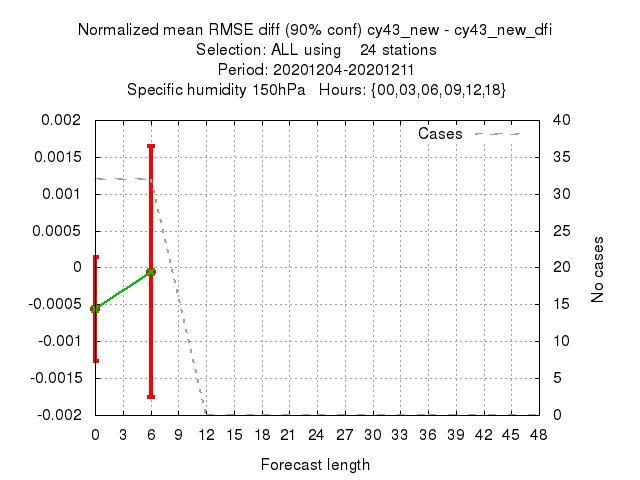 Normalized mean RMSE diff (90% conf) cy43_new - cy43_new_dfi
Selection: ALL using    24 stations
Period: 20201204-20201211
Specific humidity 150hPa   Hours: {00,03,06,09,12,18}
Cases
0.002
0.0015
0.001
0.0005
0
-0.0005
-0.001
-0.0015
-0.002
40
35
30
25
20
15
10
5
0
No cases
0 3 6 9 12 15 18 21 24 27 30 33 36 39 42 45 48
Forecast length